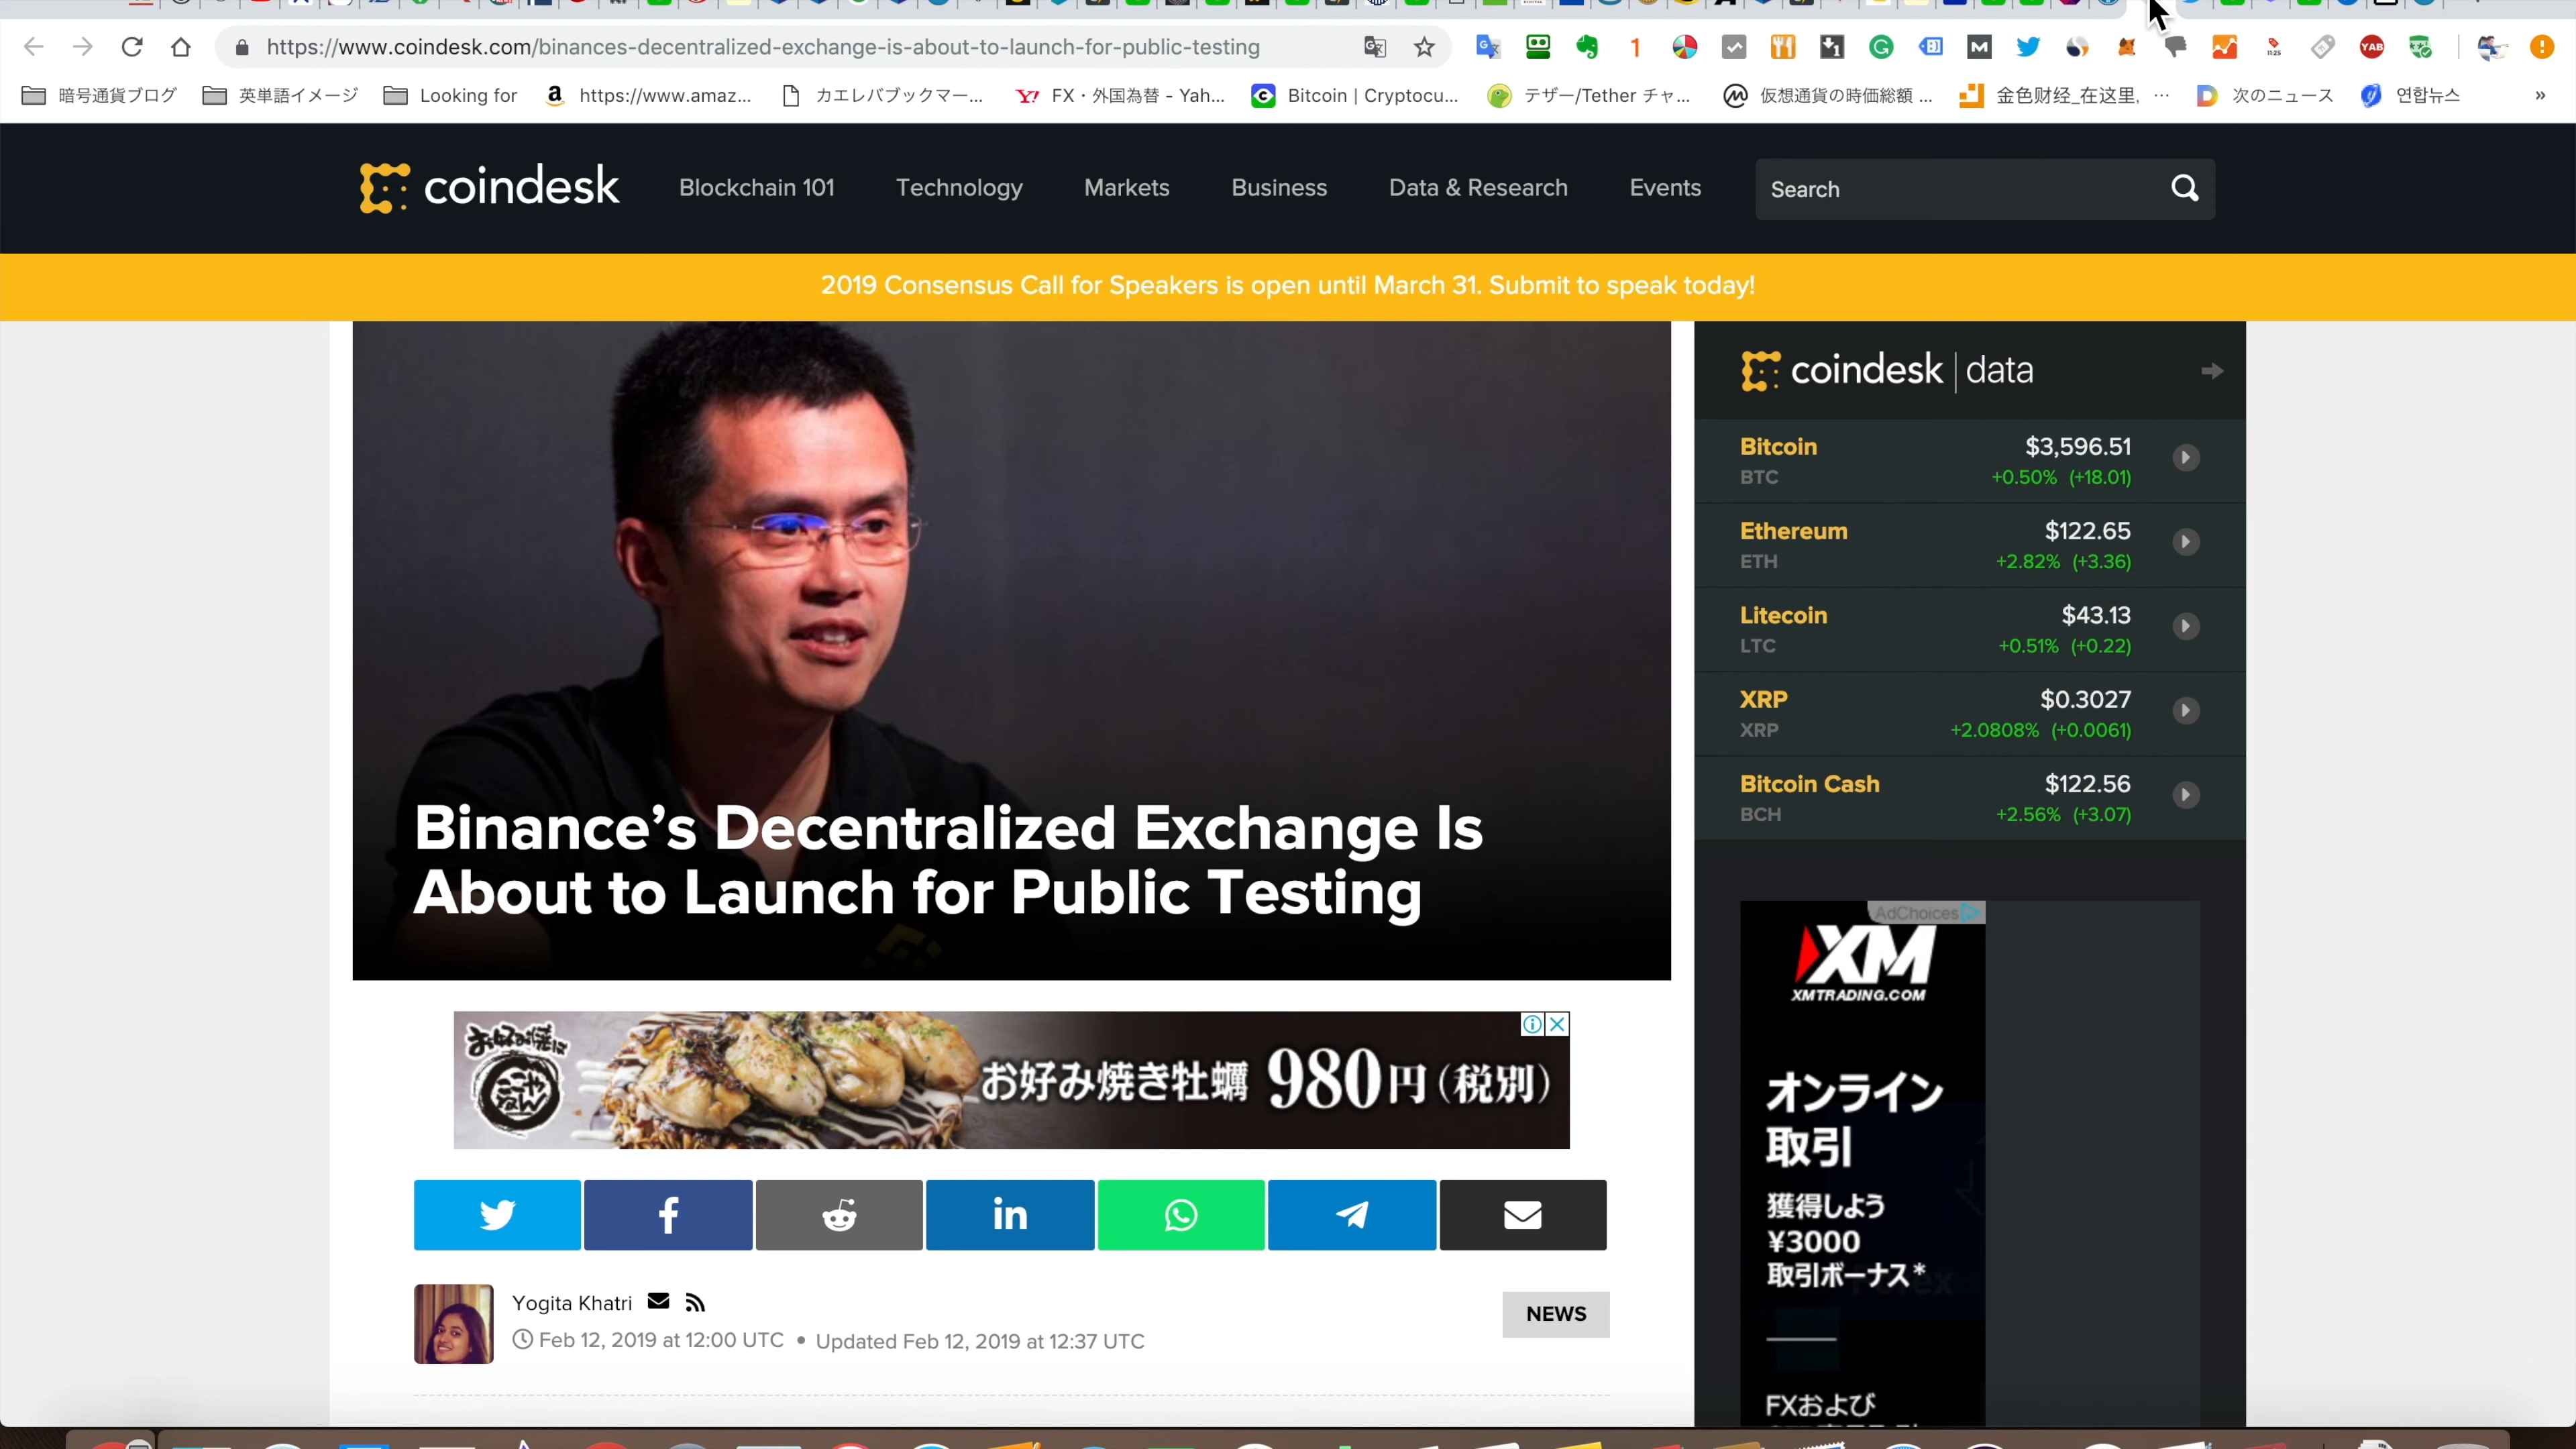 https://www.coindesk.com/binances-decentralized-exchange-is-about-to-launch-for-public-testing
暗号通貨ブログ
英単語イメージ
Looking for
https://www.amaz...
カエレバブックマー...
FX・外国為替 - Yah...
Bitcoin | Cryptocu...
テザー/Tether チャ...
仮想通貨の時価総額 ...
金色财经_在这里, ...
次のニュース
연합뉴스
»
coindesk
Blockchain 101
Technology
Markets
Business
Data & Research
Events
Search
2019 Consensus Call for Speakers is open until March 31. Submit to speak today!
Binance's Decentralized Exchange Is
About to Launch for Public Testing
お好み焼は
お好み焼き牡蠣 980円(税別)
Yogita Khatri
Feb 12, 2019 at 12:00 UTC • Updated Feb 12, 2019 at 12:37 UTC
NEWS
coindesk | data
Bitcoin $3,596.51
BTC +0.50% (+18.01)
Ethereum $122.65
ETH +2.82% (+3.36)
Litecoin $43.13
LTC +0.51% (+0.22)
XRP $0.3027
XRP +2.0808% (+0.0061)
Bitcoin Cash $122.56
BCH +2.56% (+3.07)
AdChoices
XM
XMTRADING.COM
オンライン
取引
獲得しよう
¥3000
取引ボーナス*
FXおよび